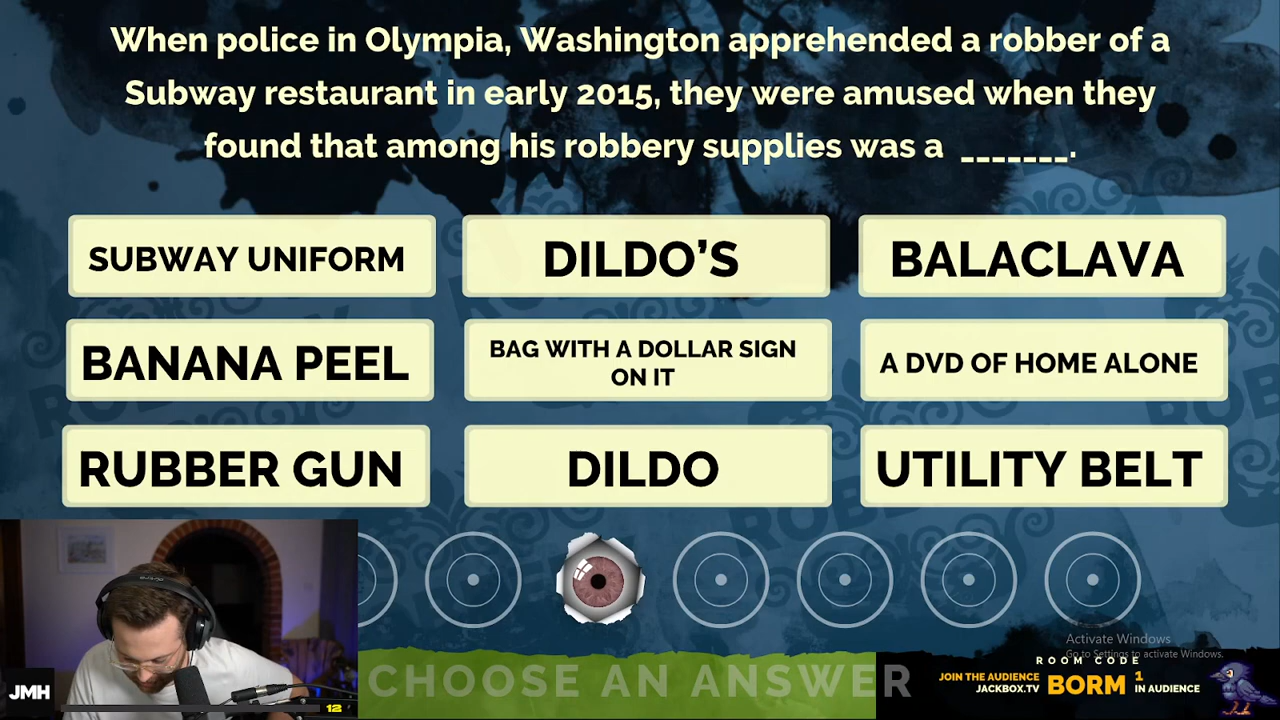 When police in Olympia, Washington apprehended a robber of a
Subway restaurant in early 2015, they were amused when they
found that among his robbery supplies was a _______.
SUBWAY UNIFORM
DILDO'S
BALACLAVA
BANANA PEEL
BAG WITH A DOLLAR SIGN
ON IT
A DVD OF HOME ALONE
RUBBER GUN
DILDO
UTILITY BELT
Activate Windows
Go to Settings to activate Windows.
CHOOSE AN ANSWER
JOIN THE AUDIENCE
JACKBOX.TV
ROOM CODE
BORM
1
IN AUDIENCE
JMH
12